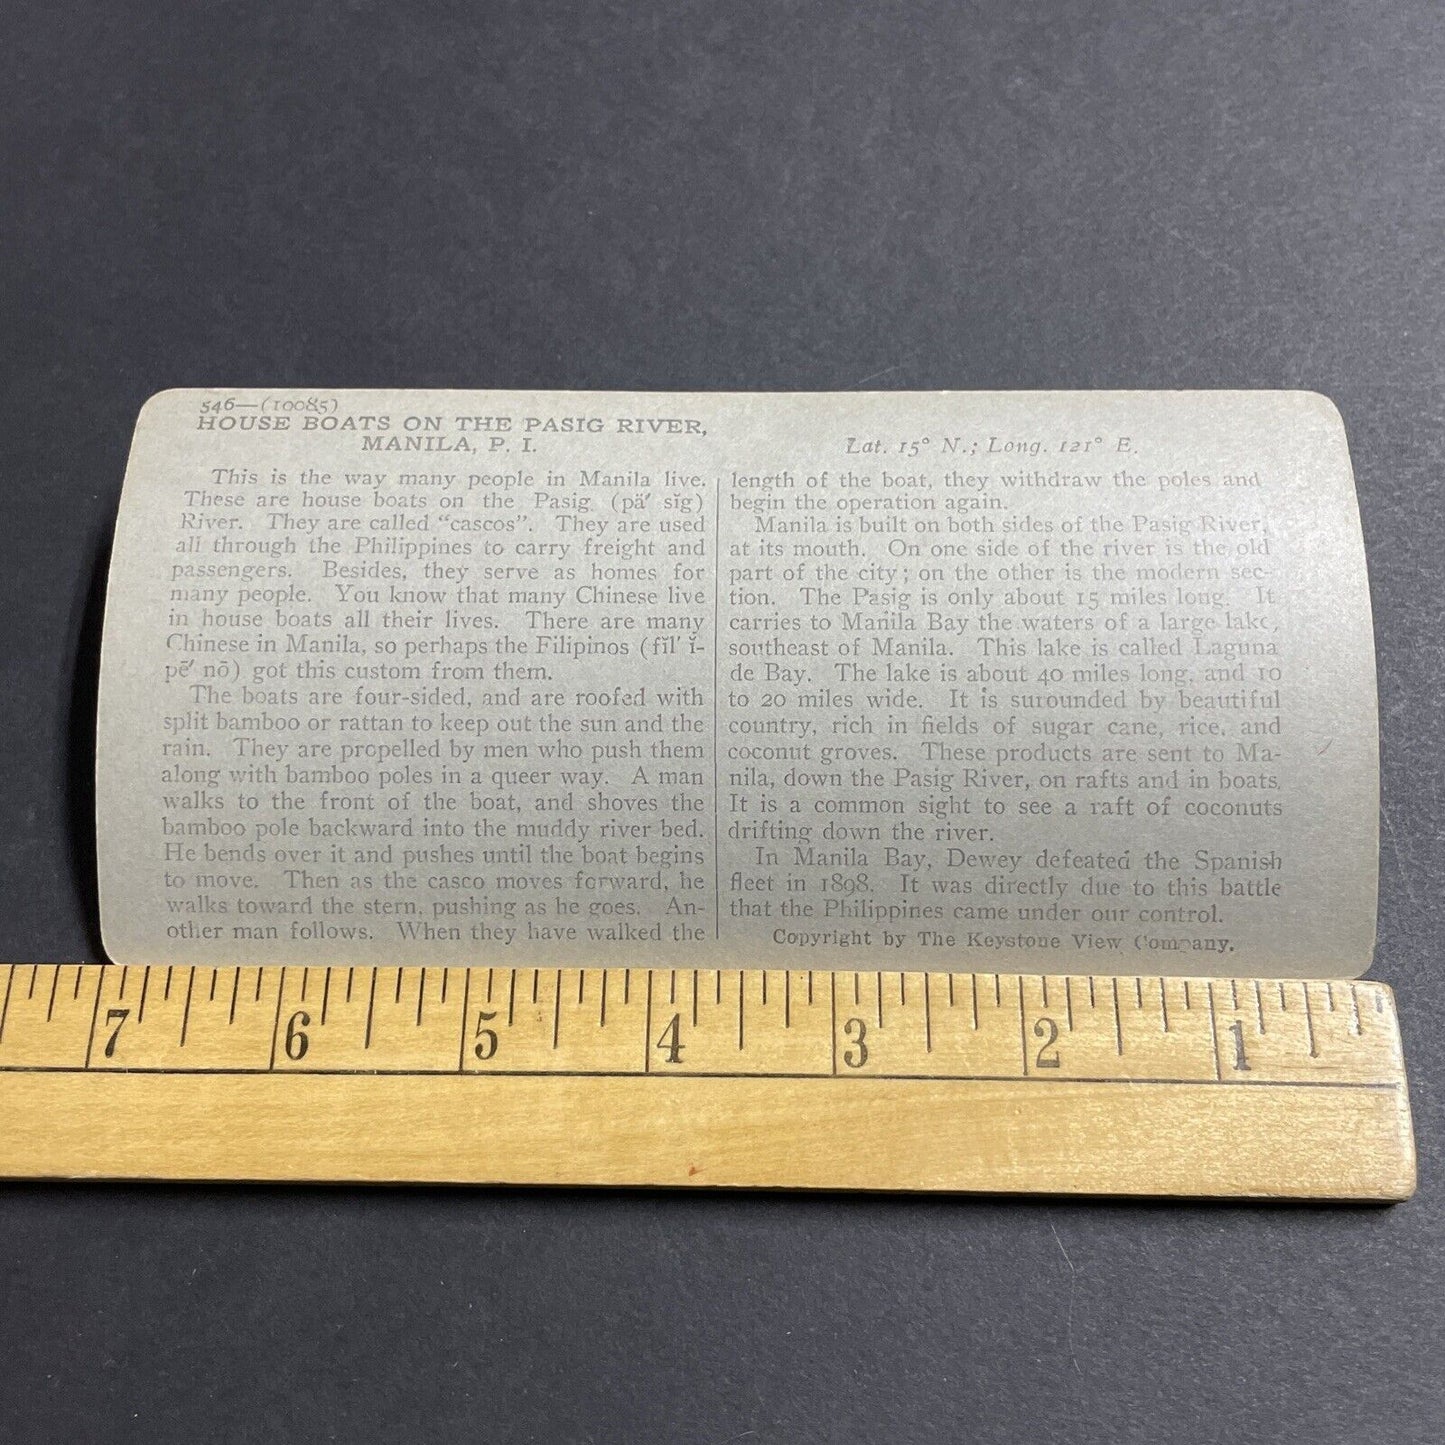 546—(10085)
HOUSE BOATS ON THE PASIG RIVER,
MANILA, P. I.
Lat. 15° N.; Long. 121° E.
This is the way many people in Manila live.
These are house boats on the Pasig (pä′ sĭg)
River. They are called "cascos". They are used
all through the Philippines to carry freight and
passengers. Besides, they serve as homes for
many people. You know that many Chinese live
in house boats all their lives. There are many
Chinese in Manila, so perhaps the Filipinos (fĭl′ ĭ-
pē′ nō) got this custom from them.
The boats are four-sided, and are roofed with
split bamboo or rattan to keep out the sun and the
rain. They are propelled by men who push them
along with bamboo poles in a queer way. A man
walks to the front of the boat, and shoves the
bamboo pole backward into the muddy river bed.
He bends over it and pushes until the boat begins
to move. Then as the casco moves forward, he
walks toward the stern, pushing as he goes. An-
other man follows. When they have walked the
length of the boat, they withdraw the poles and
begin the operation again.
Manila is built on both sides of the Pasig River,
at its mouth. On one side of the river is the old
part of the city; on the other is the modern sec-
tion. The Pasig is only about 15 miles long. It
carries to Manila Bay the waters of a large lake,
southeast of Manila. This lake is called Laguna
de Bay. The lake is about 40 miles long, and 10
to 20 miles wide. It is surounded by beautiful
country, rich in fields of sugar cane, rice, and
coconut groves. These products are sent to Ma-
nila, down the Pasig River, on rafts and in boats.
It is a common sight to see a raft of coconuts
drifting down the river.
In Manila Bay, Dewey defeated the Spanish
fleet in 1898. It was directly due to this battle
that the Philippines came under our control.
Copyright by The Keystone View Company.
7 6 5 4 3 2 1